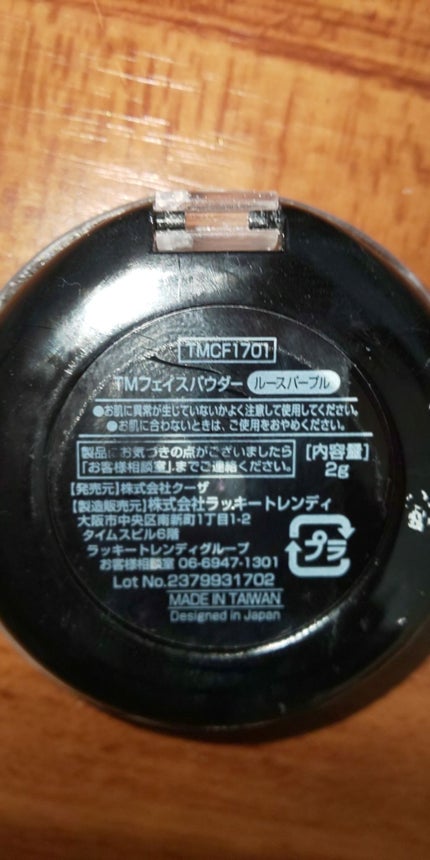 TMCF1701
TMフェイスパウダー ルースパープル
●お肌に異常が生じていないかよく注意して使用してください。
●お肌に合わないときは、ご使用をおやめください。
製品にお気づきの点がございましたら
「お客様相談室」までご連絡ください。
[内容量]
2g
【発売元】株式会社クーザ
【製造販売元】株式会社ラッキートレンディ
大阪市中央区南新町1丁目1-2
タイムスビル6階
ラッキートレンディグループ
お客様相談室 06-6947-1301
プラ
Lot No.2379931702
MADE IN TAIWAN
Designed in Japan